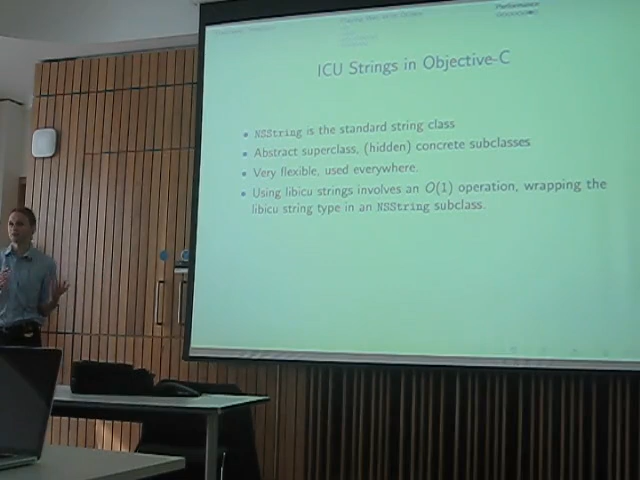 Performance
ICU Strings in Objective-C
NSString is the standard string class
Abstract superclass, (hidden) concrete subclasses
Very flexible, used everywhere.
Using libicu strings involves an O(1) operation, wrapping the
libicu string type in an NSString subclass.